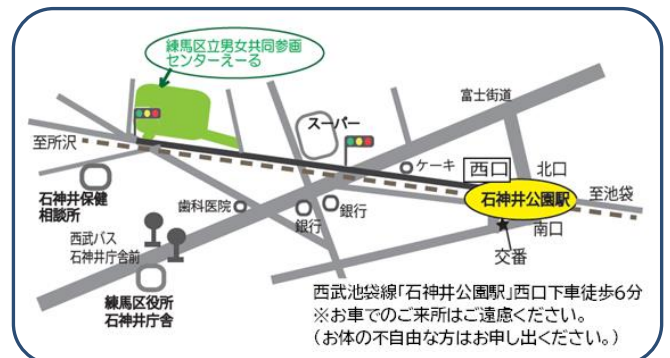 練馬区立男女共同参画
センターえーる
富士街道
スーパー
至所沢
ケーキ
西口
北口
石神井保健
相談所
石神井公園駅
至池袋
歯科医院
銀行
銀行
南口
交番
西武バス
石神井庁舎前
練馬区役所
石神井庁舎
西武池袋線「石神井公園駅」西口下車徒歩6分
※お車でのご来所はご遠慮ください。
(お体の不自由な方はお申し出ください。)